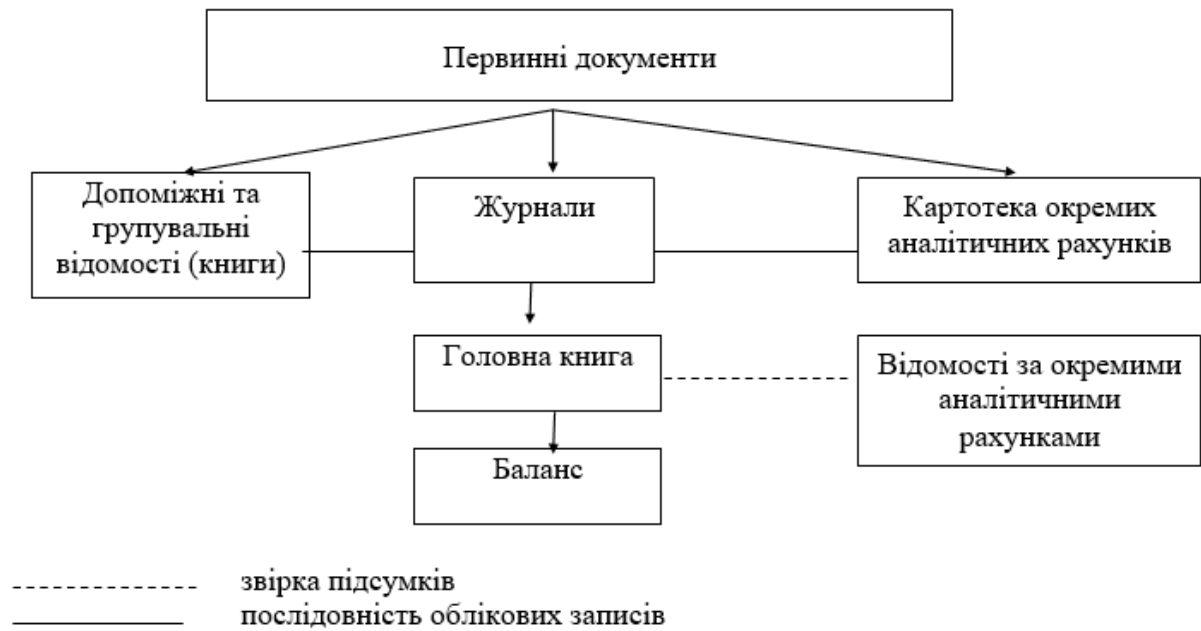 Первинні документи
Допоміжні та
групувальні
відомості (книги)
Журнали
Картотека окремих
аналітичних рахунків
Головна книга
Відомості за окремими
аналітичними
рахунками
Баланс
звірка підсумків
послідовність облікових записів